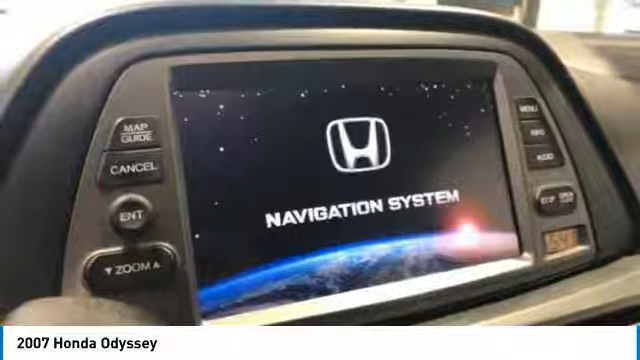 MAP
GUIDE
CANCEL
ENT
▼ ZOOM ▲
NAVIGATION SYSTEM
MENU
INFO
AUDIO
2007 Honda Odyssey